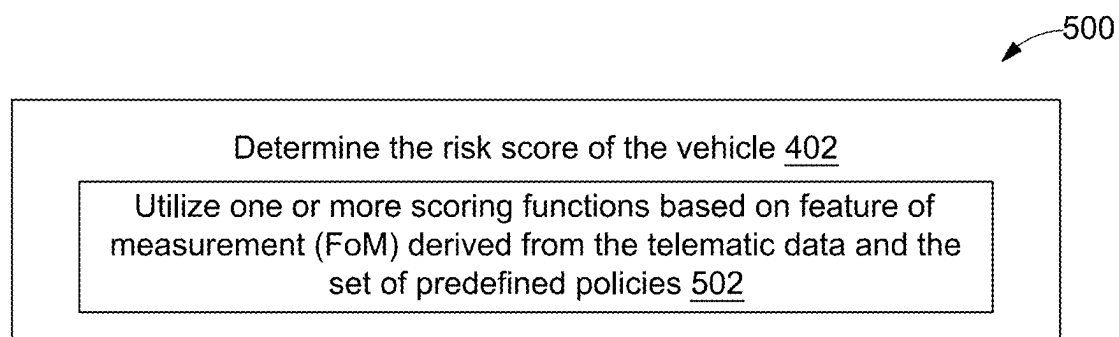 500
Determine the risk score of the vehicle 402
Utilize one or more scoring functions based on feature of
measurement (FoM) derived from the telematic data and the
set of predefined policies 502